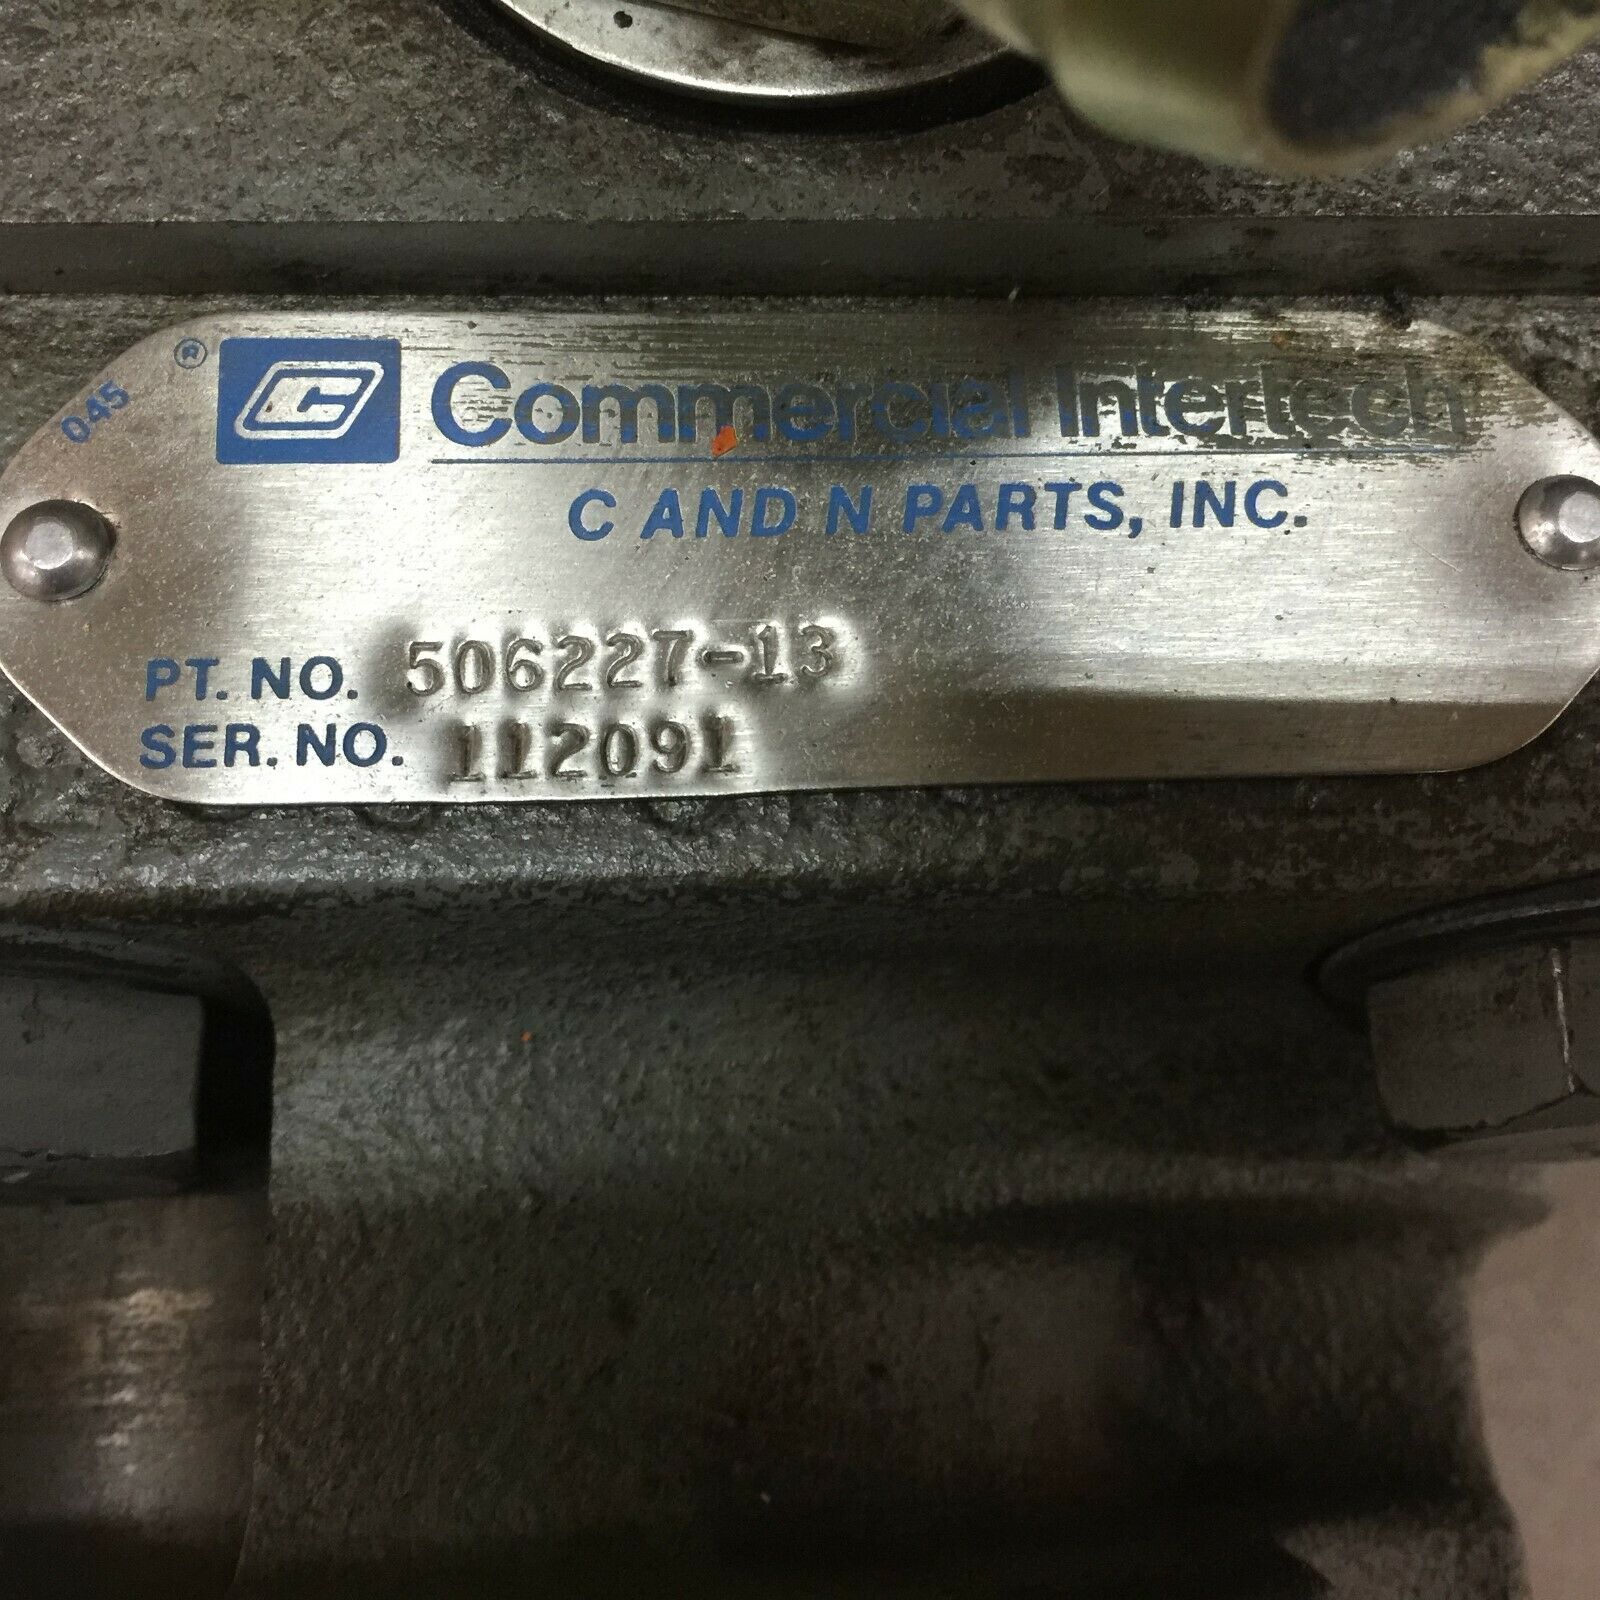 045 ® C Commercial Intertech
C AND N PARTS, INC.
PT. NO. 506227-13
SER. NO. 112091